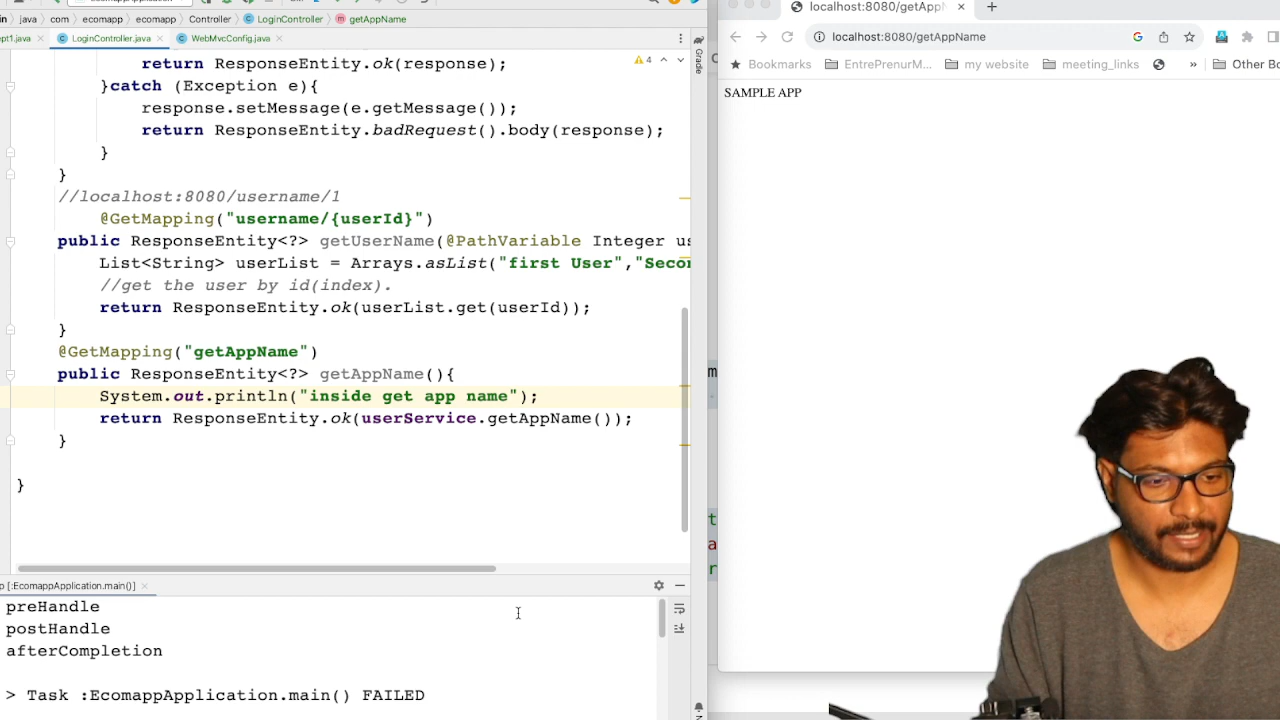 java com ecomapp ecomapp Controller LoginController getAppName
ept1.java LoginController.java WebMvcConfig.java
4
Gradle
return ResponseEntity.ok(response);
}catch (Exception e){
response.setMessage(e.getMessage());
return ResponseEntity.badRequest().body(response);
}
}
//localhost:8080/username/1
@GetMapping("username/{userId}")
public ResponseEntity<?> getUserName(@PathVariable Integer us
List<String> userList = Arrays.asList("first User","Secon
//get the user by id(index).
return ResponseEntity.ok(userList.get(userId));
}
@GetMapping("getAppName")
public ResponseEntity<?> getAppName(){
System.out.println("inside get app name");
return ResponseEntity.ok(userService.getAppName());
}
}
[:EcomappApplication.main()]
preHandle
postHandle
afterCompletion
> Task :EcomappApplication.main() FAILED
localhost:8080/getAppN
localhost:8080/getAppName
Bookmarks EntrePrenurM... my website meeting_links » Other Bo
SAMPLE APP